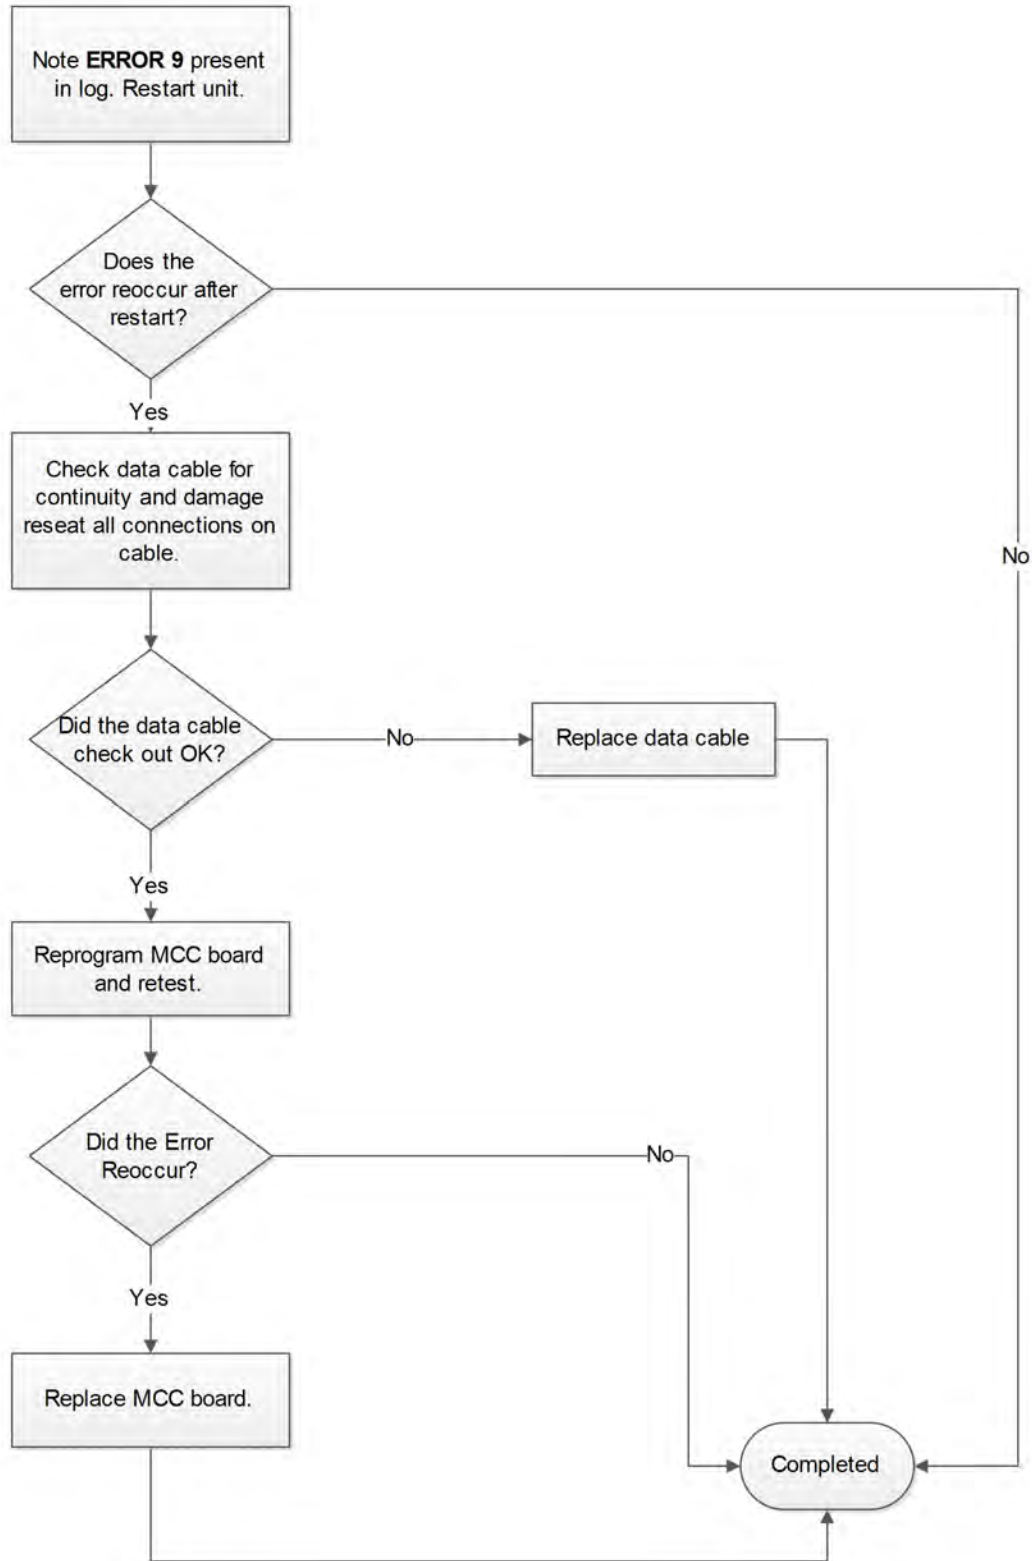 Note ERROR 9 present
in log. Restart unit.
Does the
error reoccur after
restart?
Yes
No
Check data cable for
continuity and damage
reseat all connections on
cable.
Did the data cable
check out OK?
No
Replace data cable
Yes
Reprogram MCC board
and retest.
Did the Error
Reoccur?
No
Yes
Replace MCC board.
Completed